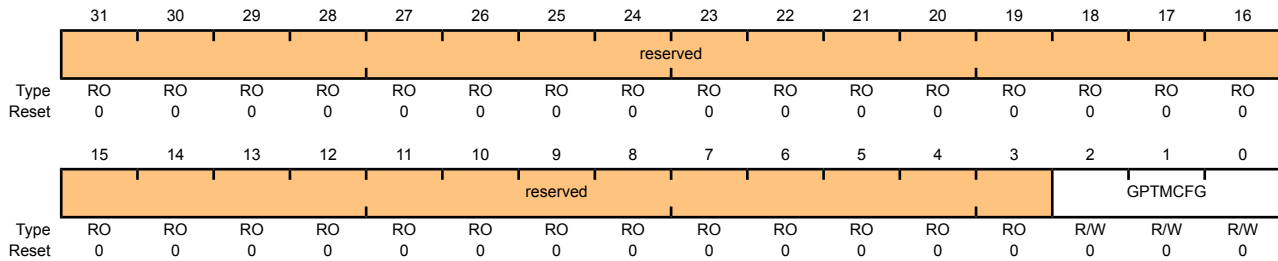 31 30 29 28 27 26 25 24 23 22 21 20 19 18 17 16
reserved
Type RO RO RO RO RO RO RO RO RO RO RO RO RO RO RO RO
Reset 0 0 0 0 0 0 0 0 0 0 0 0 0 0 0 0
15 14 13 12 11 10 9 8 7 6 5 4 3 2 1 0
reserved GPTMCFG
Type RO RO RO RO RO RO RO RO RO RO RO RO RO R/W R/W R/W
Reset 0 0 0 0 0 0 0 0 0 0 0 0 0 0 0 0